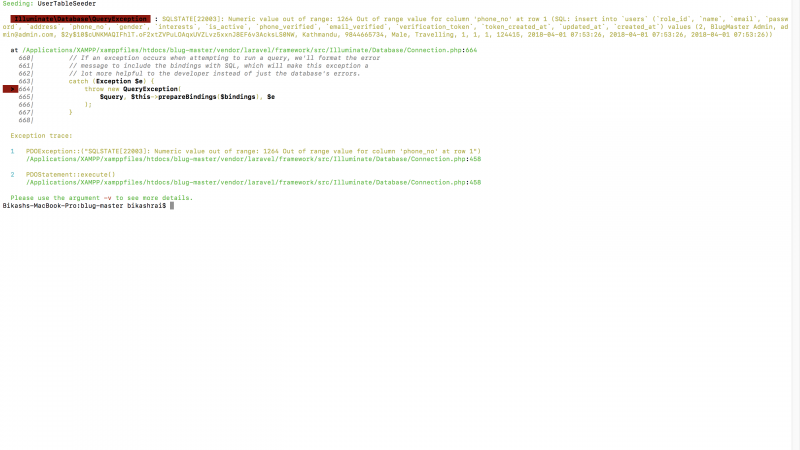 Seeding: UserTableSeeder
Illuminate\Database\QueryException : SQLSTATE[22003]: Numeric value out of range: 1264 Out of range value for column 'phone_no' at row 1 (SQL: insert into `users` (`role_id`, `name`, `email`, `passw
ord`, `address`, `phone_no`, `gender`, `interests`, `is_active`, `phone_verified`, `email_verified`, `verification_token`, `token_created_at`, `updated_at`, `created_at`) values (2, BlugMaster Admin, ad
min@admin.com, Kathmandu, 9844665734, Male, Travelling, 1, 1, 1, 124415, 2018-04-01 07:53:26, 2018-04-01 07:53:26, 2018-04-01 07:53:26))
at /Applications/XAMPP/xamppfiles/htdocs/blug-master/vendor/laravel/framework/src/Illuminate/Database/Connection.php:664
660| // If an exception occurs when attempting to run a query, we'll format the error
661| // message to include the bindings with SQL, which will make this exception a
662| // lot more helpful to the developer instead of just the database's errors.
663| catch (Exception $e) {
664| throw new QueryException(
665| $query, $this->prepareBindings($bindings), $e
666| );
667| }
668|
Exception trace:
1 PDOException::("SQLSTATE[22003]: Numeric value out of range: 1264 Out of range value for column 'phone_no' at row 1")
/Applications/XAMPP/xamppfiles/htdocs/blug-master/vendor/laravel/framework/src/Illuminate/Database/Connection.php:458
2 PDOStatement::execute()
/Applications/XAMPP/xamppfiles/htdocs/blug-master/vendor/laravel/framework/src/Illuminate/Database/Connection.php:458
Please use the argument -v to see more details.
Bikashs-MacBook-Pro:blug-master bikashrai$